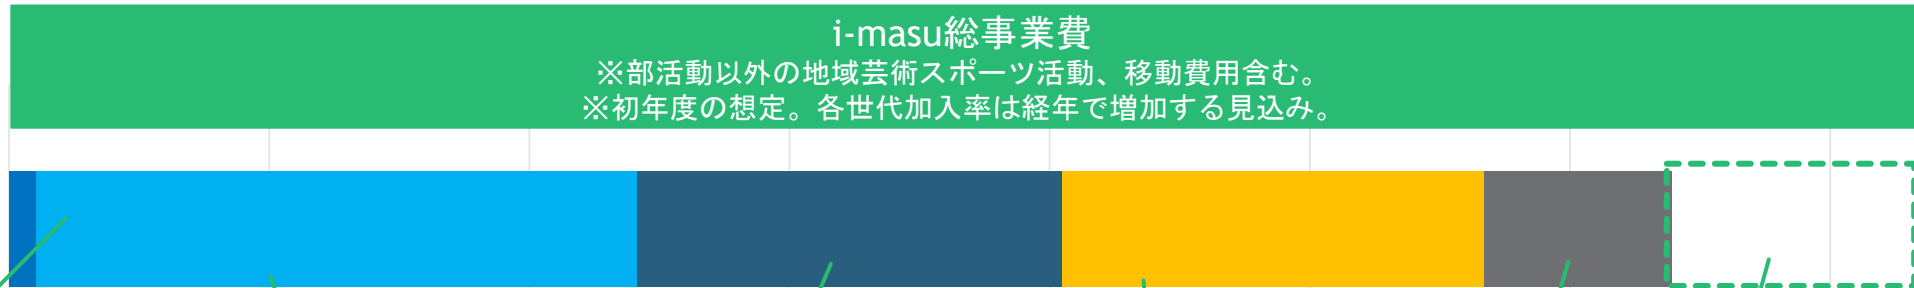 i-masu総事業費
※部活動以外の地域芸術スポーツ活動、移動費用含む。
※初年度の想定。各世代加入率は経年で増加する見込み。